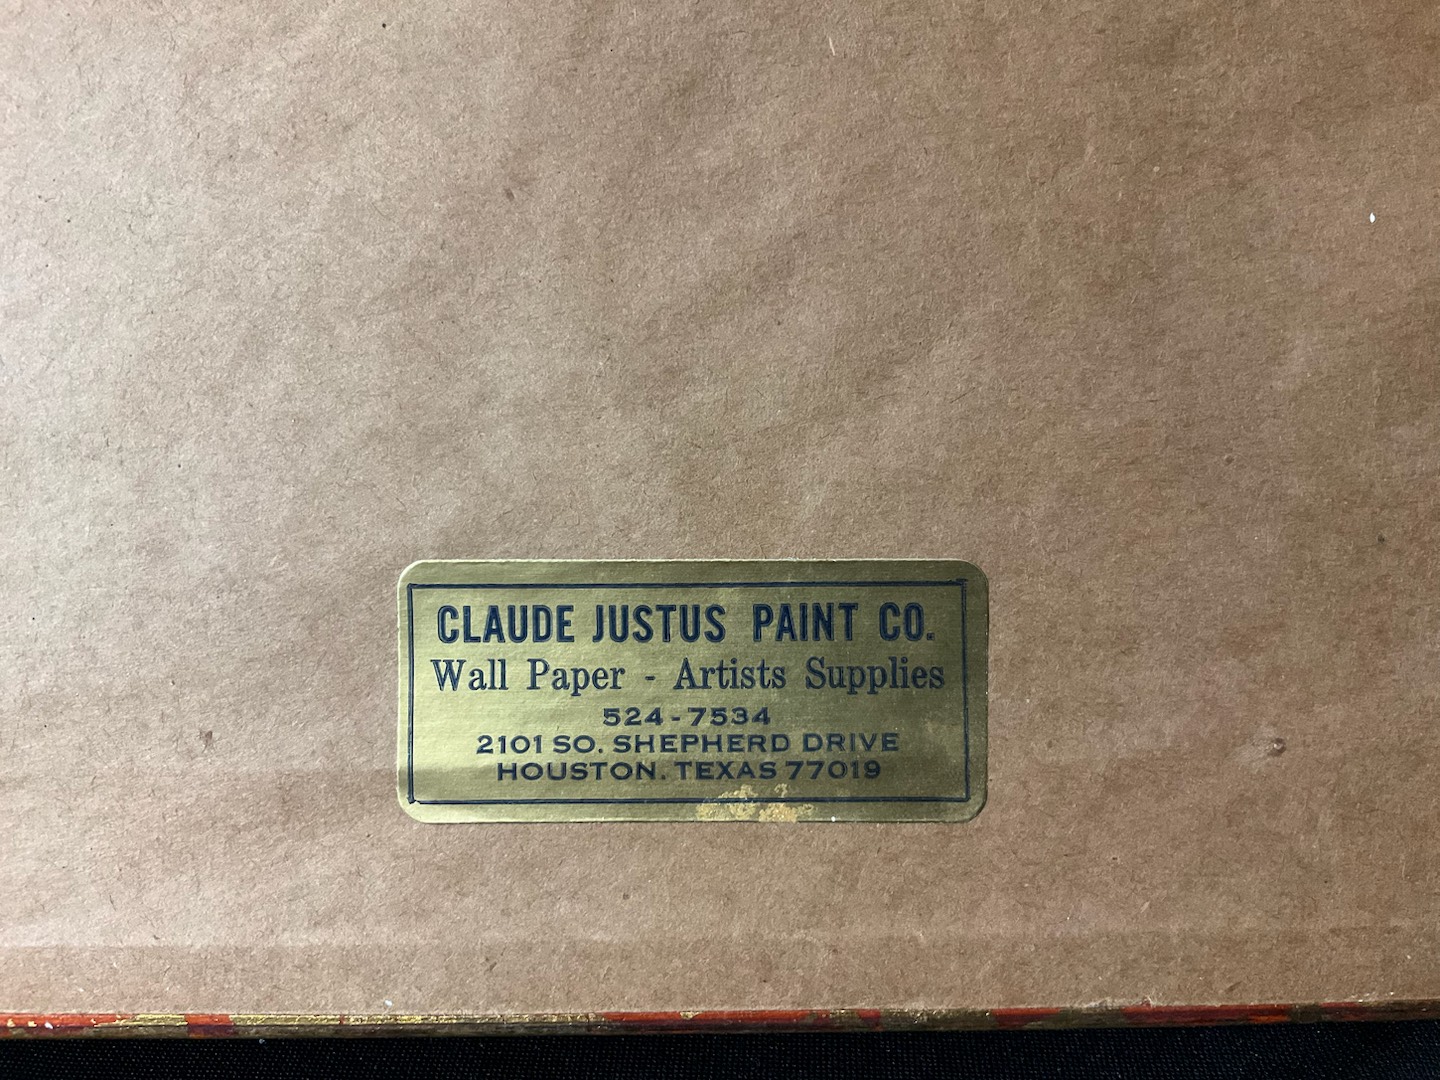 CLAUDE JUSTUS PAINT CO.
Wall Paper - Artists Supplies
524-7534
2101 SO. SHEPHERD DRIVE
HOUSTON. TEXAS 77019